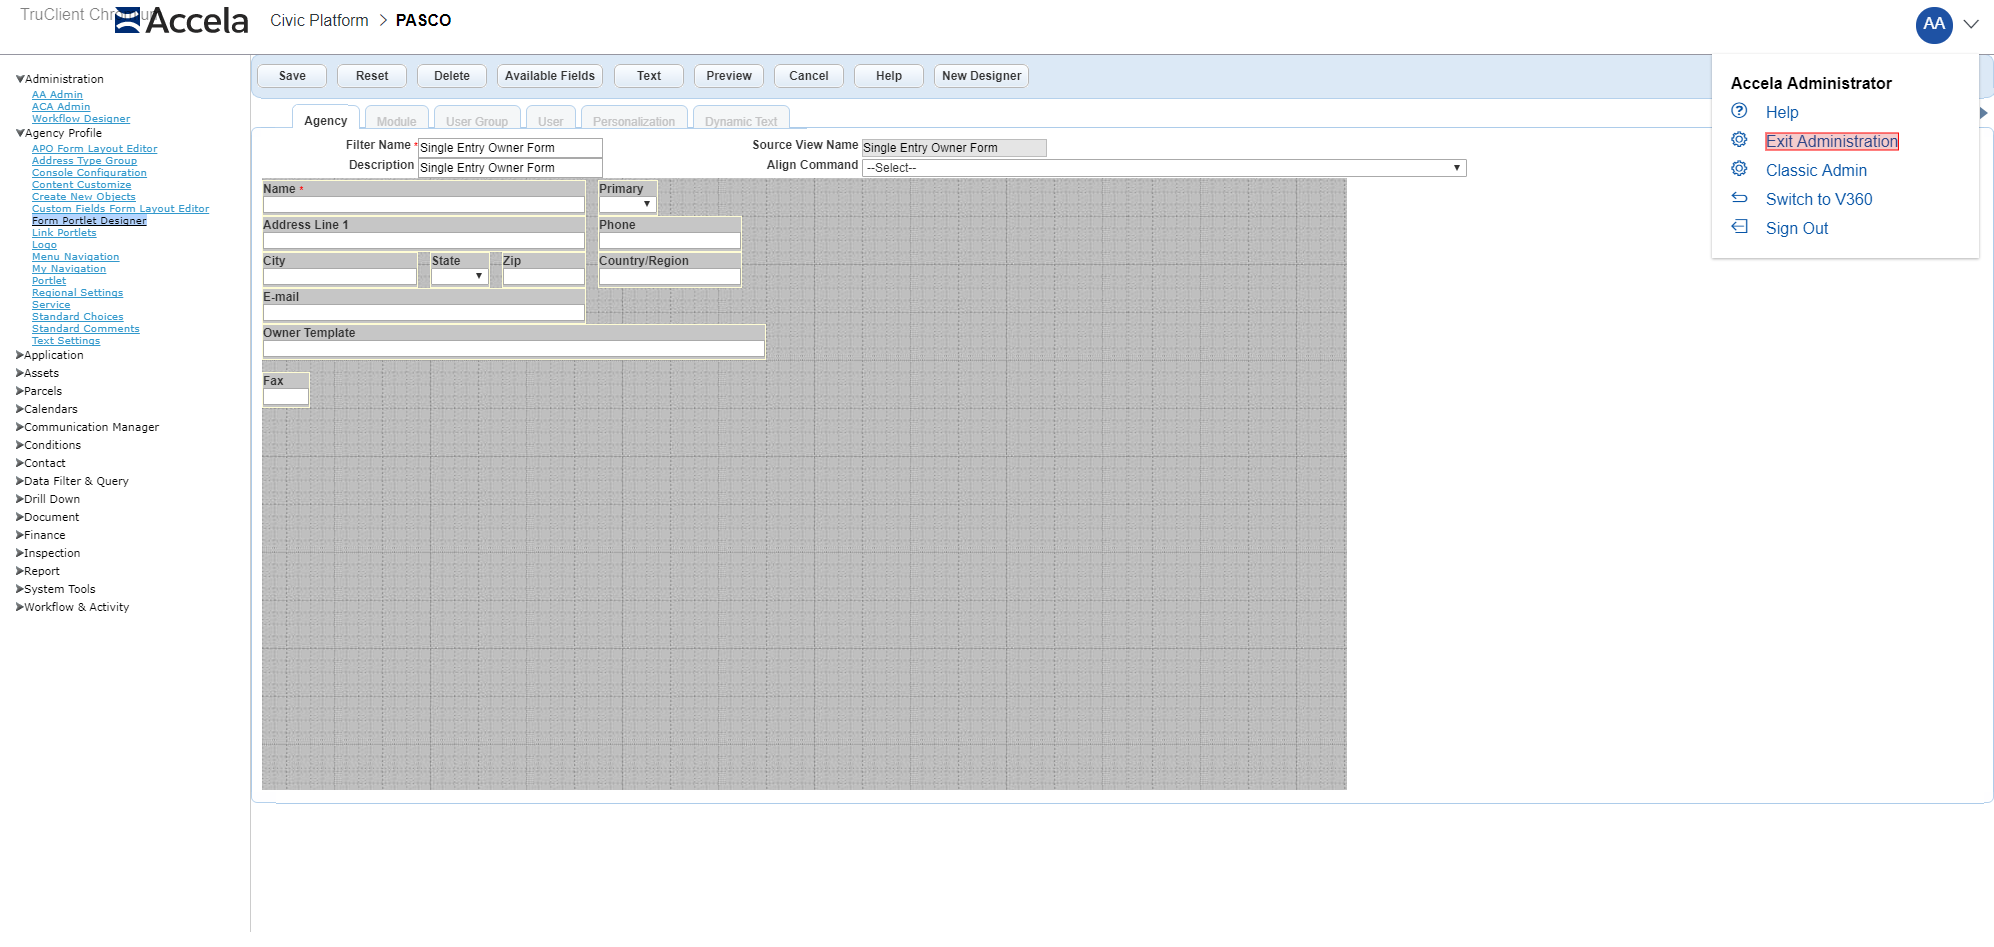 TruClient Chromium
Accela
Civic Platform > PASCO
AA
Administration
AA Admin
ACA Admin
Workflow Designer
Agency Profile
APO Form Layout Editor
Address Type Group
Console Configuration
Content Customize
Create New Objects
Custom Fields Form Layout Editor
Form Portlet Designer
Link Portlets
Logo
Menu Navigation
My Navigation
Portlet
Regional Settings
Service
Standard Choices
Standard Comments
Text Settings
Application
Assets
Parcels
Calendars
Communication Manager
Conditions
Contact
Data Filter & Query
Drill Down
Document
Finance
Inspection
Report
System Tools
Workflow & Activity
Save Reset Delete Available Fields Text Preview Cancel Help New Designer
Agency Module User Group User Personalization Dynamic Text
Filter Name * Single Entry Owner Form Source View Name Single Entry Owner Form
Description Single Entry Owner Form Align Command --Select--
Name * Primary
Address Line 1 Phone
City State Zip Country/Region
E-mail
Owner Template
Fax
Accela Administrator
Help
Exit Administration
Classic Admin
Switch to V360
Sign Out